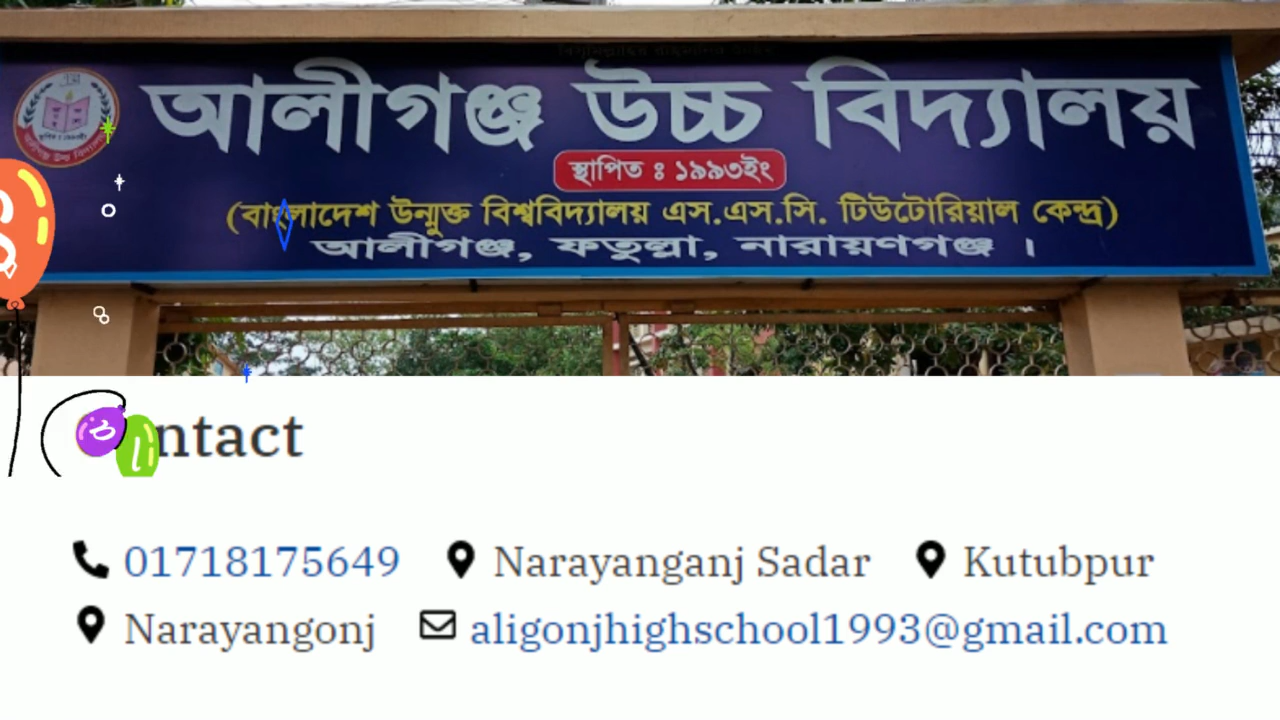 আলীগঞ্জ উচ্চ বিদ্যালয়
স্থাপিত ঃ ১৯৯৩ইং
(বাংলাদেশ উন্মুক্ত বিশ্ববিদ্যালয় এস.এস.সি. টিউটোরিয়াল কেন্দ্র)
আলীগঞ্জ, ফতুল্লা, নারায়ণগঞ্জ ।
ntact
01718175649 Narayanganj Sadar Kutubpur
Narayangonj aligonjhighschool1993@gmail.com